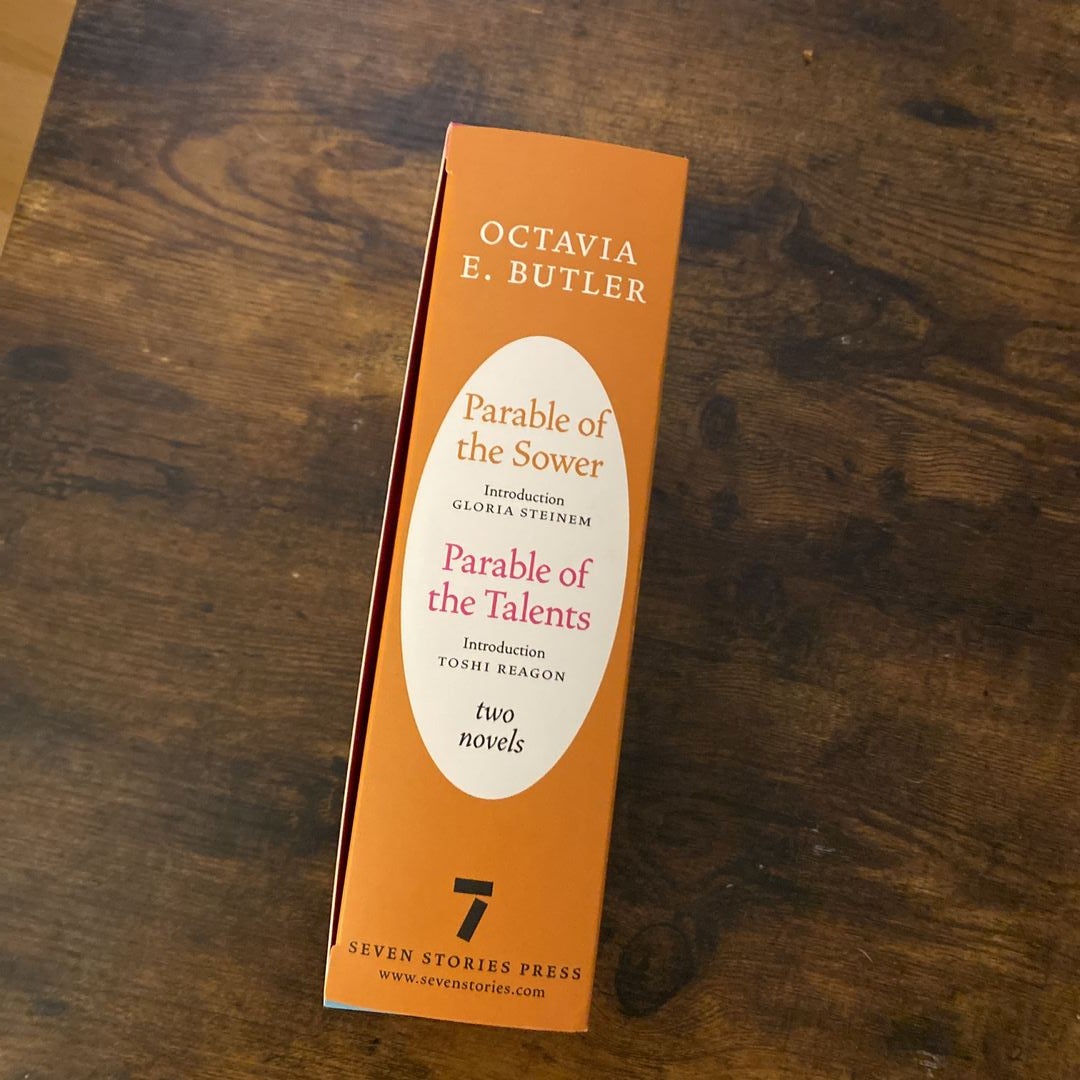 OCTAVIA
E. BUTLER
Parable of
the Sower
Introduction
GLORIA STEINEM
Parable of
the Talents
Introduction
TOSHI REAGON
two
novels
7
SEVEN STORIES PRESS
www.sevenstories.com